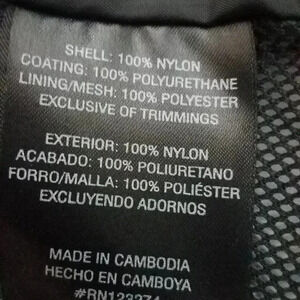 SHELL: 100% NYLON
COATING: 100% POLYURETHANE
LINING/MESH: 100% POLYESTER
EXCLUSIVE OF TRIMMINGS
EXTERIOR: 100% NYLON
ACABADO: 100% POLIURETANO
FORRO/MALLA: 100% POLIÉSTER
EXCLUYENDO ADORNOS
MADE IN CAMBODIA
HECHO EN CAMBOYA
#RN123274